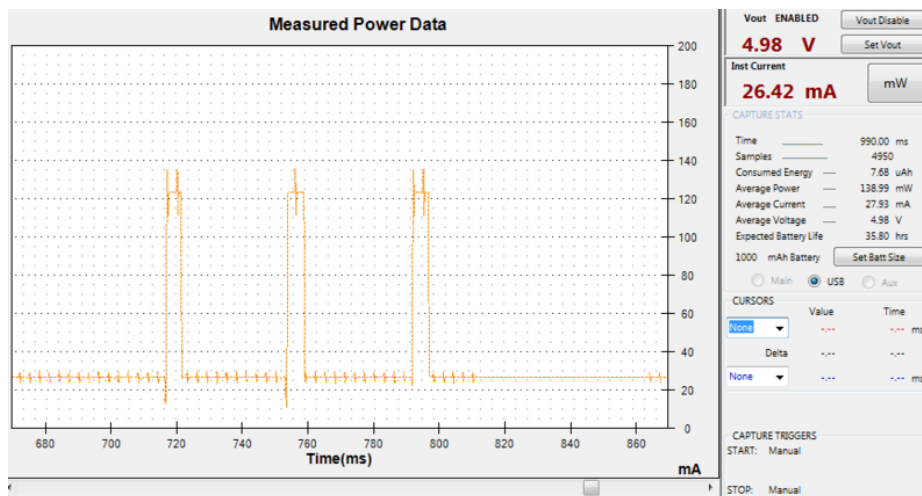 Measured Power Data
200
180
160
140
120
100
80
60
40
20
0
680 700 720 740 760 780 800 820 840 860
Time(ms)
mA
Vout ENABLED Vout Disable
4.98 V Set Vout
Inst Current
26.42 mA mW
CAPTURE STATS
Time 990.00 ms
Samples 4950
Consumed Energy 7.68 uAh
Average Power 138.99 mW
Average Current 27.93 mA
Average Voltage 4.98 V
Expected Battery Life 35.80 hrs
1000 mAh Battery Set Batt Size
Main USB Aux
CURSORS
Value Time
None -.-- -.-- ms
Delta -.-- -.--
None -.-- -.-- ms
CAPTURE TRIGGERS
START: Manual
STOP: Manual